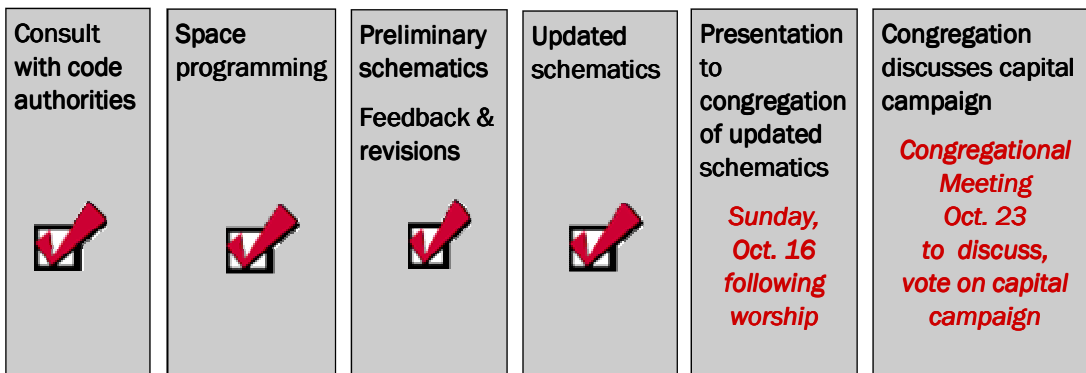 Consult
with code
authorities
Space
programming
Preliminary
schematics
Feedback &
revisions
Updated
schematics
Presentation
to
congregation
of updated
schematics
Sunday,
Oct. 16
following
worship
Congregation
discusses capital
campaign
Congregational
Meeting
Oct. 23
to discuss,
vote on capital
campaign